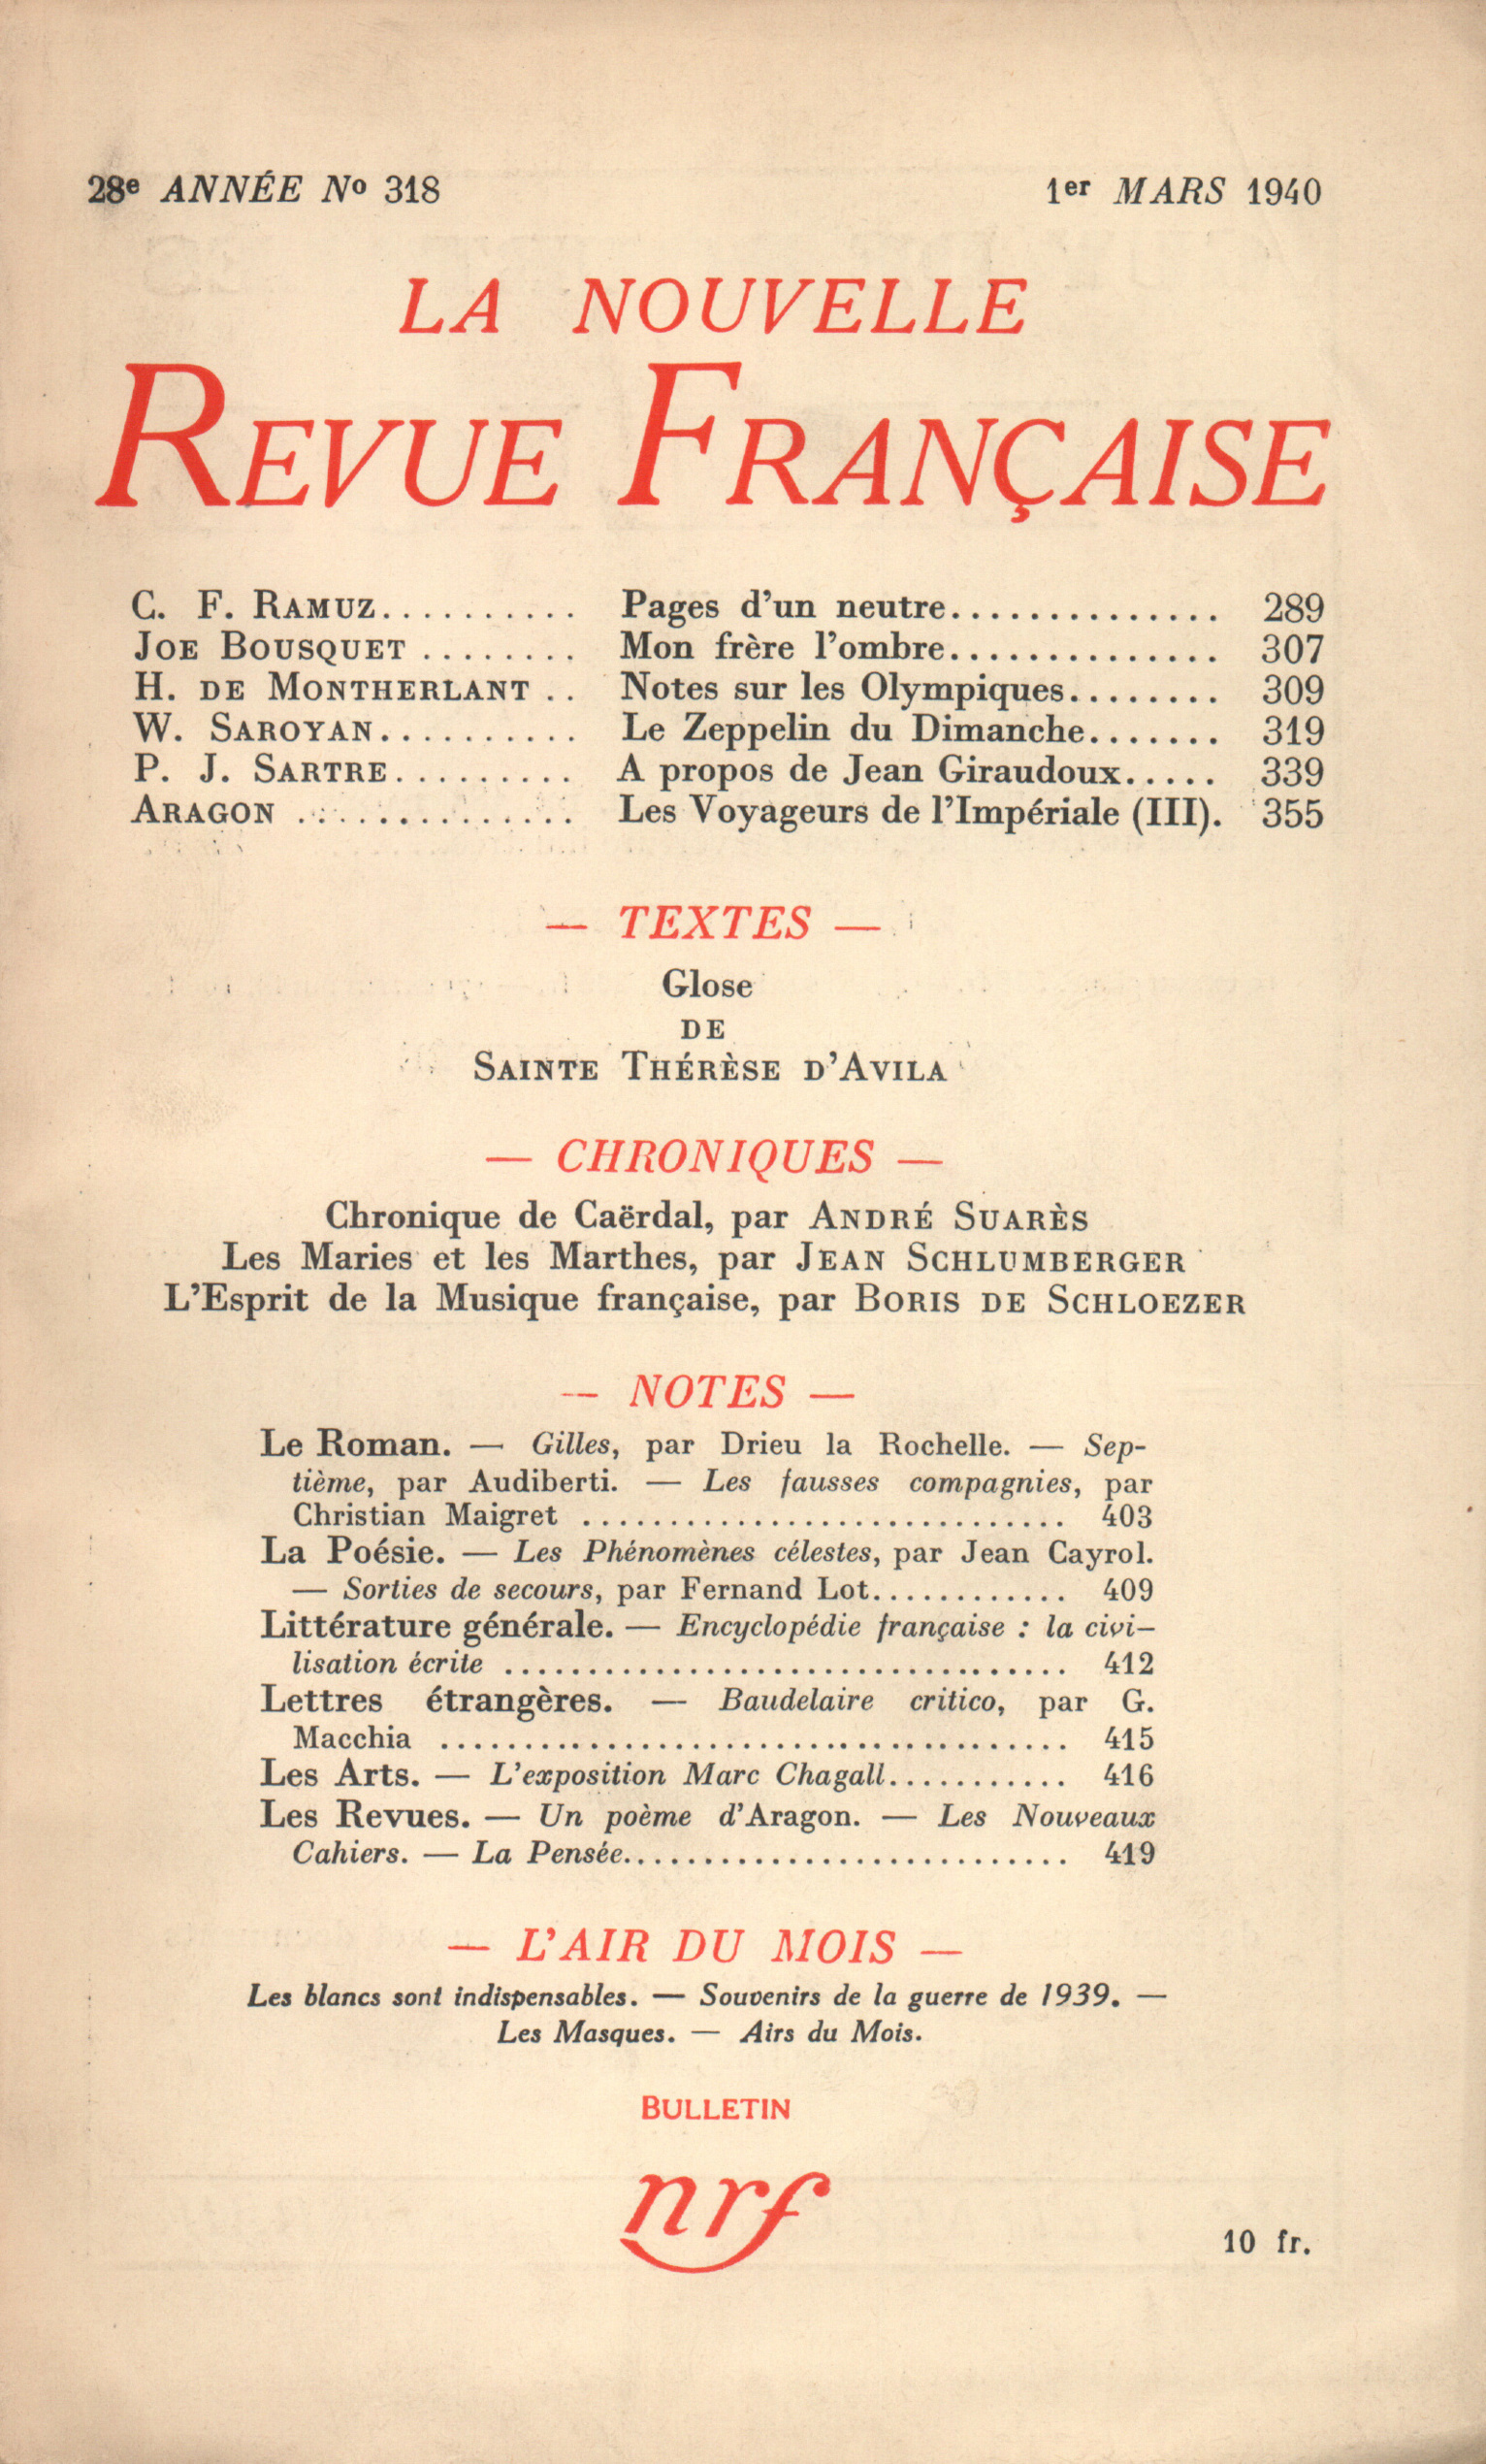 28e ANNÉE No 318 1er MARS 1940
LA NOUVELLE
REVUE FRANÇAISE
C. F. RAMUZ.......... Pages d'un neutre.............. 289
JOE BOUSQUET ........ Mon frère l'ombre.............. 307
H. DE MONTHERLANT .. Notes sur les Olympiques........ 309
W. SAROYAN.......... Le Zeppelin du Dimanche....... 319
P. J. SARTRE......... A propos de Jean Giraudoux..... 339
ARAGON .............. Les Voyageurs de l'Impériale (III). 355
— TEXTES —
Glose
DE
SAINTE THÉRÈSE D'AVILA
— CHRONIQUES —
Chronique de Caërdal, par ANDRÉ SUARÈS
Les Maries et les Marthes, par JEAN SCHLUMBERGER
L'Esprit de la Musique française, par BORIS DE SCHLOEZER
— NOTES —
Le Roman. — Gilles, par Drieu la Rochelle. — Sep-
tième, par Audiberti. — Les fausses compagnies, par
Christian Maigret ............................. 403
La Poésie. — Les Phénomènes célestes, par Jean Cayrol.
— Sorties de secours, par Fernand Lot............ 409
Littérature générale. — Encyclopédie française : la civi-
lisation écrite .................................. 412
Lettres étrangères. — Baudelaire critico, par G.
Macchia ...................................... 415
Les Arts. — L'exposition Marc Chagall........... 416
Les Revues. — Un poème d'Aragon. — Les Nouveaux
Cahiers. — La Pensée........................... 419
— L'AIR DU MOIS —
Les blancs sont indispensables. — Souvenirs de la guerre de 1939. —
Les Masques. — Airs du Mois.
BULLETIN
nrf
10 fr.